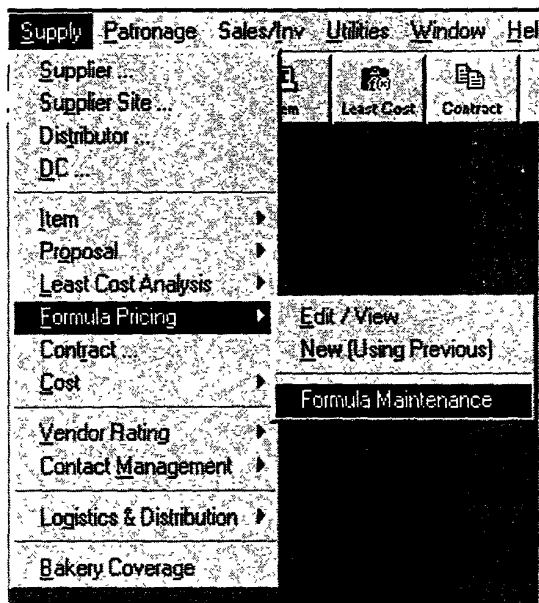 Supply Patronage Sales/Inv Utilities Window Hel
Supplier ...
Supplier Site ...
Distributor ...
DC ...
em Least Cost Contract
Item
Proposal
Least Cost Analysis
Formula Pricing
Contract ...
Cost
Vendor Rating
Contact Management
Logistics & Distribution
Bakery Coverage
Edit / View
New (Using Previous)
Formula Maintenance